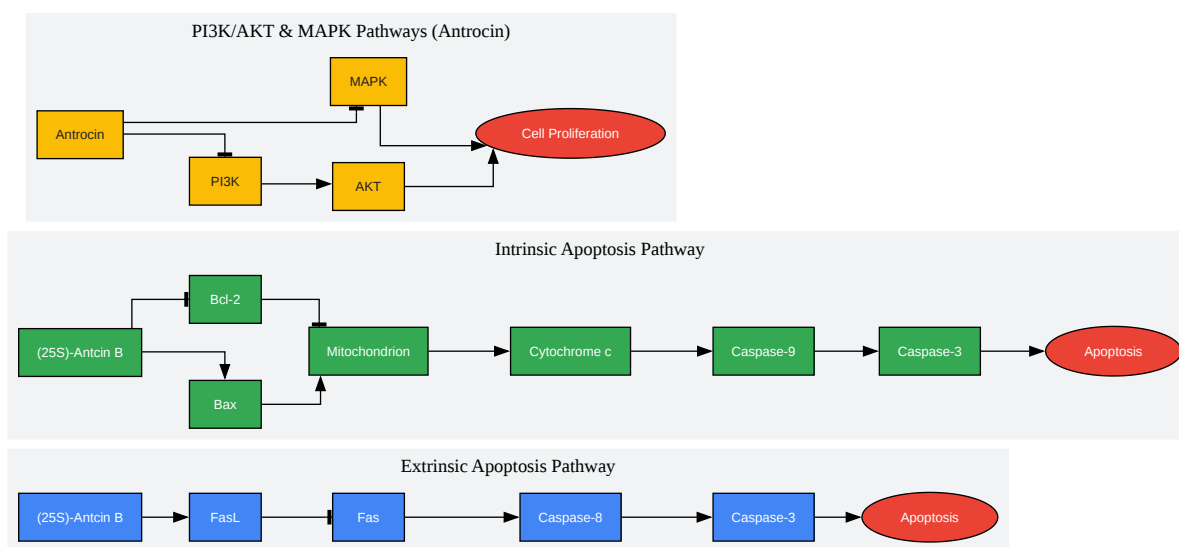 PI3K/AKT & MAPK Pathways (Antrocin)
MAPK
Antrocin
Cell Proliferation
PI3K
AKT
Intrinsic Apoptosis Pathway
Bcl-2
(25S)-Antcin B
Mitochondrion
Cytochrome c
Caspase-9
Caspase-3
Apoptosis
Bax
Extrinsic Apoptosis Pathway
(25S)-Antcin B
FasL
Fas
Caspase-8
Caspase-3
Apoptosis